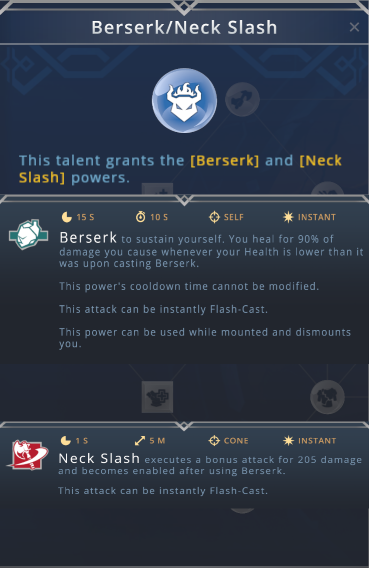 Berserk/Neck Slash
This talent grants the [Berserk] and [Neck
Slash] powers.
15 S 10 S SELF INSTANT
Berserk to sustain yourself. You heal for 90% of
damage you cause whenever your Health is lower than it
was upon casting Berserk.
This power's cooldown time cannot be modified.
This attack can be instantly Flash-Cast.
This power can be used while mounted and dismounts
you.
1 S 5 M CONE INSTANT
Neck Slash executes a bonus attack for 205 damage
and becomes enabled after using Berserk.
This attack can be instantly Flash-Cast.